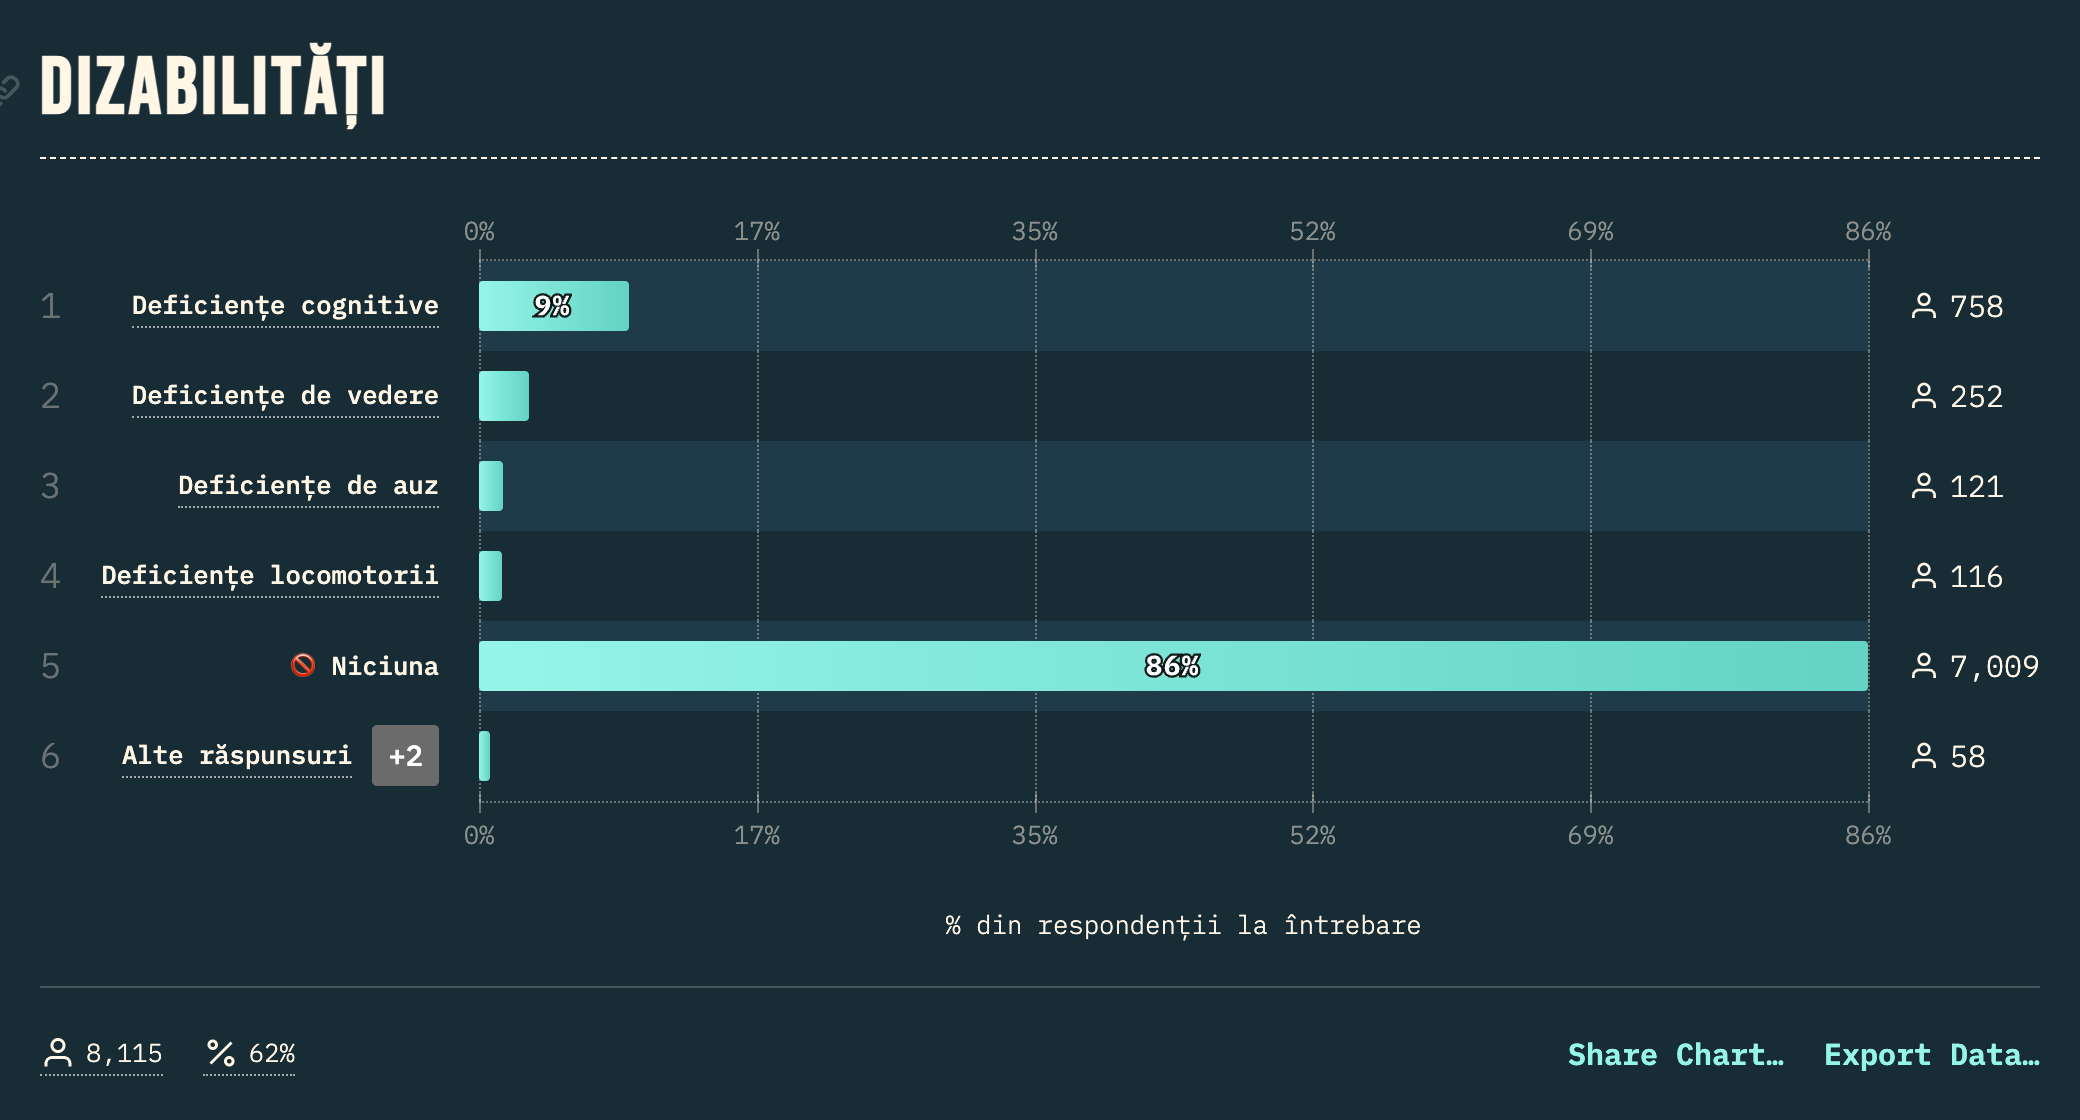 DIZABILITĂȚI
0% 17% 35% 52% 69% 86%
1 Deficiențe cognitive 9% 758
2 Deficiențe de vedere 252
3 Deficiențe de auz 121
4 Deficiențe locomotorii 116
5 Niciuna 86% 7,009
6 Alte răspunsuri +2 58
0% 17% 35% 52% 69% 86%
% din respondenții la întrebare
8,115 62% Share Chart… Export Data…